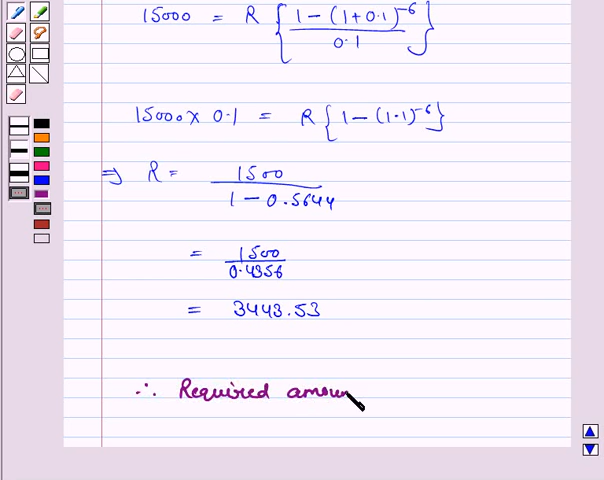 15000 = R { 1 - (1+0.1)^-6 / 0.1 }
15000 x 0.1 = R { 1 - (1.1)^-6 }
⇒ R = 1500 / 1 - 0.5644
= 1500 / 0.4356
= 3443.53
∴ Required amoun